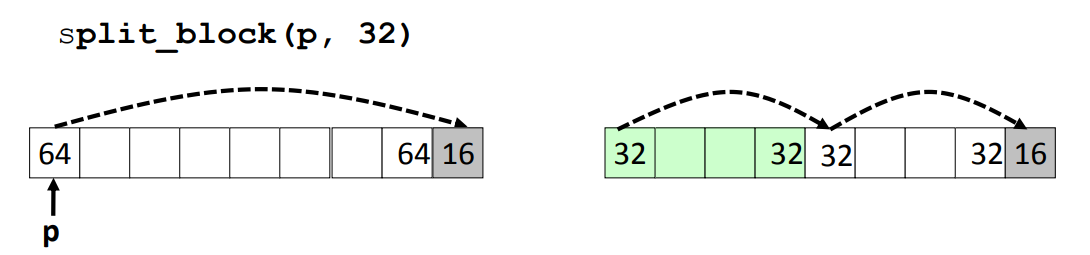 split_block(p, 32)
64 64 16
32 32 32 32 16
p